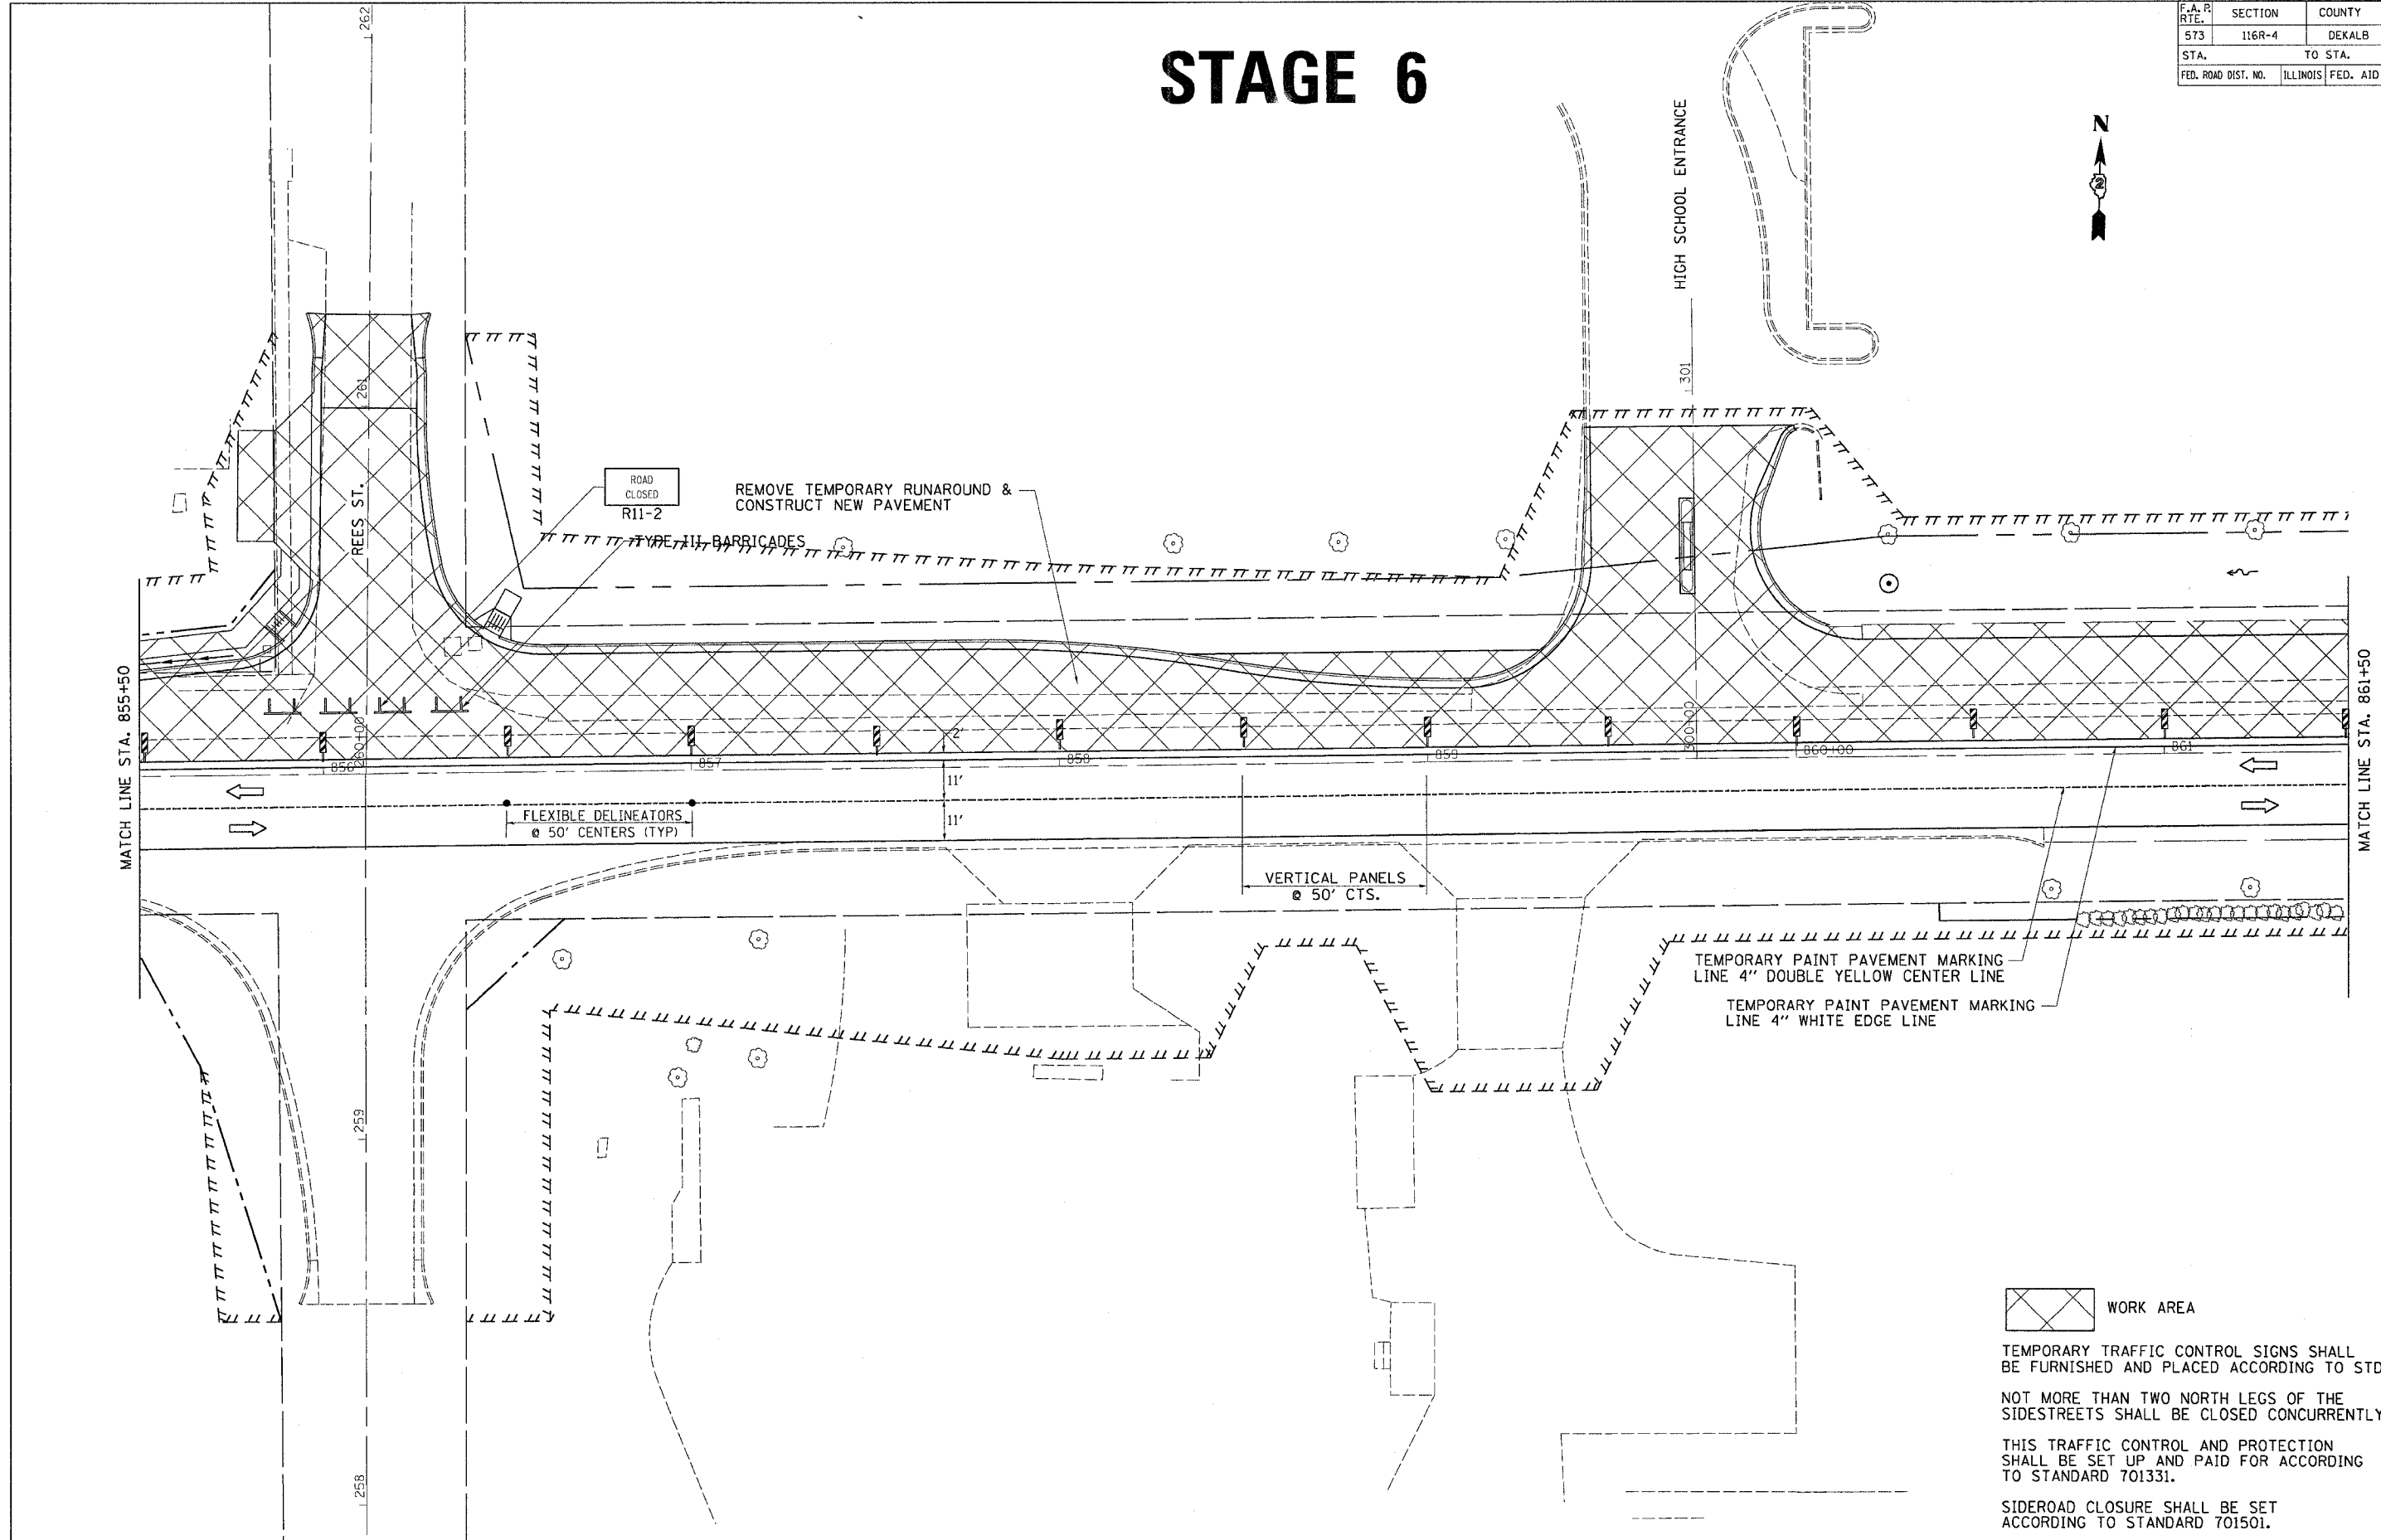 STAGE 6
F.A.P. RTE. SECTION COUNTY
573 116R-4 DEKALB
STA. TO STA.
FED. ROAD DIST. NO. ILLINOIS FED. AID
N
262
261
REES ST.
260+00
259
258
HIGH SCHOOL ENTRANCE
301
300+00
ROAD
CLOSED
R11-2
TYPE III BARRICADES
REMOVE TEMPORARY RUNAROUND &
CONSTRUCT NEW PAVEMENT
MATCH LINE STA. 855+50
MATCH LINE STA. 861+50
856
857
858
859
860+00
861
2'
11'
11'
FLEXIBLE DELINEATORS
@ 50' CENTERS (TYP)
VERTICAL PANELS
@ 50' CTS.
TEMPORARY PAINT PAVEMENT MARKING
LINE 4" DOUBLE YELLOW CENTER LINE
TEMPORARY PAINT PAVEMENT MARKING
LINE 4" WHITE EDGE LINE
WORK AREA
TEMPORARY TRAFFIC CONTROL SIGNS SHALL
BE FURNISHED AND PLACED ACCORDING TO STD
NOT MORE THAN TWO NORTH LEGS OF THE
SIDESTREETS SHALL BE CLOSED CONCURRENTLY
THIS TRAFFIC CONTROL AND PROTECTION
SHALL BE SET UP AND PAID FOR ACCORDING
TO STANDARD 701331.
SIDEROAD CLOSURE SHALL BE SET
ACCORDING TO STANDARD 701501.